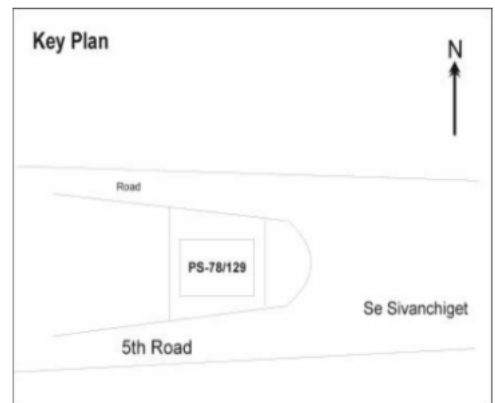 Key Plan
N
Road
PS-78/129
Se Sivanchiget
5th Road